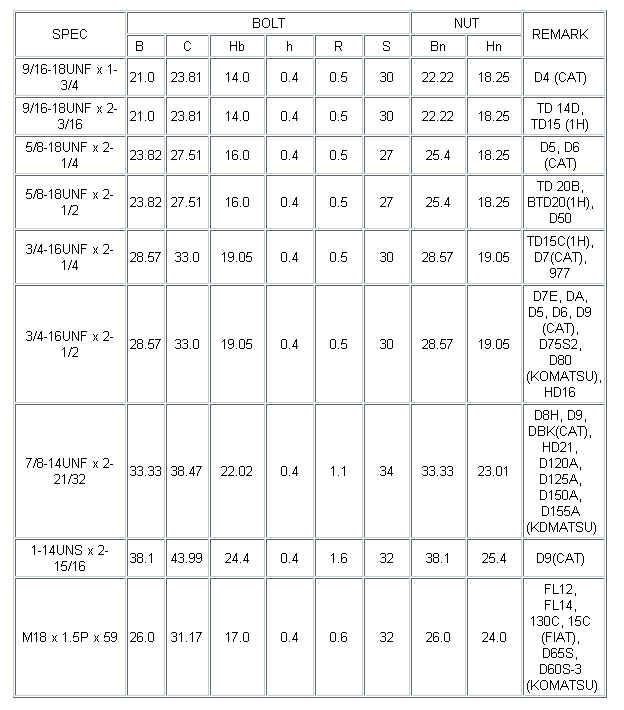 SPEC BOLT NUT REMARK
B C Hb h R S Bn Hn
9/16-18UNF x 1-
3/4 21.0 23.81 14.0 0.4 0.5 30 22.22 18.25 D4 (CAT)
9/16-18UNF x 2-
3/16 21.0 23.81 14.0 0.4 0.5 30 22.22 18.25 TD 14D,
TD15 (1H)
5/8-18UNF x 2-
1/4 23.82 27.51 16.0 0.4 0.5 27 25.4 18.25 D5, D6
(CAT)
5/8-18UNF x 2-
1/2 23.82 27.51 16.0 0.4 0.5 27 25.4 18.25 TD 20B,
BTD20(1H),
D50
3/4-16UNF x 2-
1/4 28.57 33.0 19.05 0.4 0.5 30 28.57 19.05 TD15C(1H),
D7(CAT),
977
3/4-16UNF x 2-
1/2 28.57 33.0 19.05 0.4 0.5 30 28.57 19.05 D7E, DA,
D5, D6, D9
(CAT),
D75S2,
D80
(KOMATSU),
HD16
7/8-14UNF x 2-
21/32 33.33 38.47 22.02 0.4 1.1 34 33.33 23.01 D8H, D9,
DBK(CAT),
HD21,
D120A,
D125A,
D150A,
D155A
(KDMATSU)
1-14UNS x 2-
15/16 38.1 43.99 24.4 0.4 1.6 32 38.1 25.4 D9(CAT)
M18 x 1.5P x 59 26.0 31.17 17.0 0.4 0.6 32 26.0 24.0 FL12,
FL14,
130C, 15C
(FIAT),
D65S,
D60S-3
(KOMATSU)